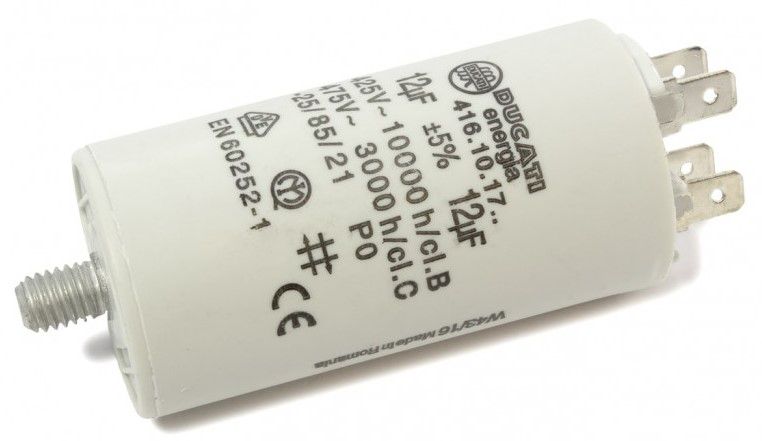 DUCATI
energia
416.10.17..
12µF ±5% 12µF
425V~ 10000 h/cl.B
475V~ 3000 h/cl.C
-25/85/21 P0
EN 60252-1
CE
W43/16 Made in Romania